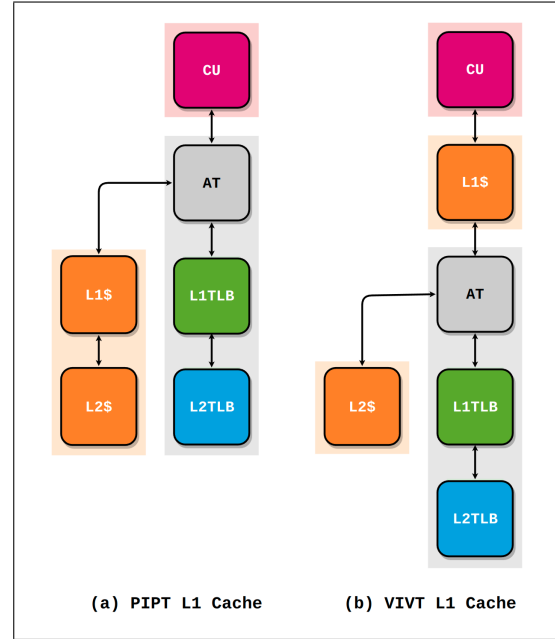 CU
AT
L1$
L1TLB
L2$
L2TLB
(a) PIPT L1 Cache
CU
L1$
AT
L2$
L1TLB
L2TLB
(b) VIVT L1 Cache